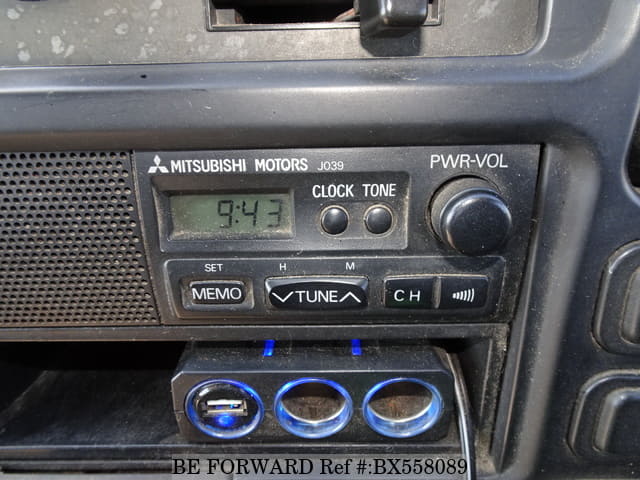 MITSUBISHI MOTORS J039
PWR-VOL
CLOCK TONE
9:43
SET H M
MEMO TUNE CH
BE FORWARD Ref #:BX558089